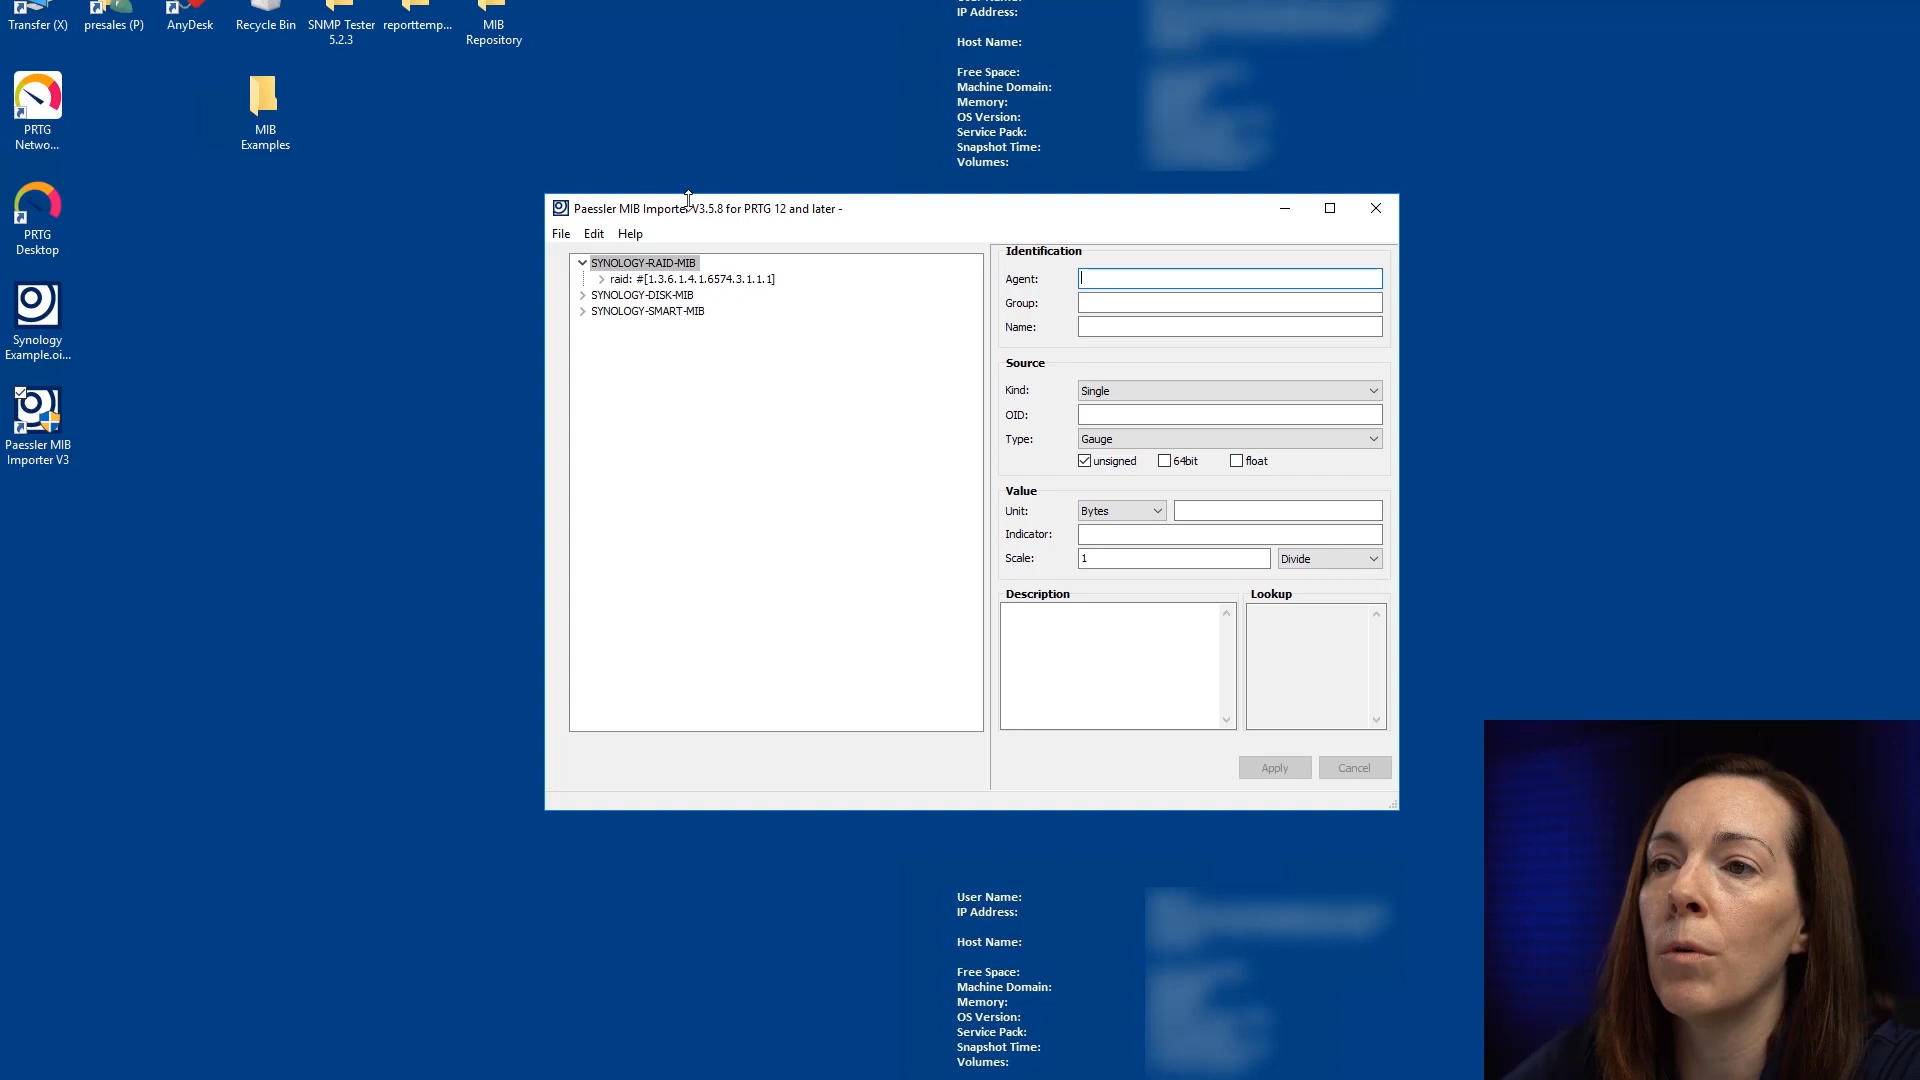 Transfer (X)
presales (P)
AnyDesk
Recycle Bin
SNMP Tester
5.2.3
reporttemp...
MIB
Repository
IP Address:
Host Name:
Free Space:
Machine Domain:
Memory:
OS Version:
Service Pack:
Snapshot Time:
Volumes:
PRTG
Netwo...
MIB
Examples
PRTG
Desktop
Synology
Example.oi...
Paessler MIB
Importer V3
Paessler MIB Importer V3.5.8 for PRTG 12 and later -
File Edit Help
SYNOLOGY-RAID-MIB
raid: #[1.3.6.1.4.1.6574.3.1.1.1]
SYNOLOGY-DISK-MIB
SYNOLOGY-SMART-MIB
Identification
Agent:
Group:
Name:
Source
Kind: Single
OID:
Type: Gauge
unsigned 64bit float
Value
Unit: Bytes
Indicator:
Scale: 1 Divide
Description Lookup
Apply Cancel
User Name:
IP Address:
Host Name:
Free Space:
Machine Domain:
Memory:
OS Version:
Service Pack:
Snapshot Time:
Volumes: